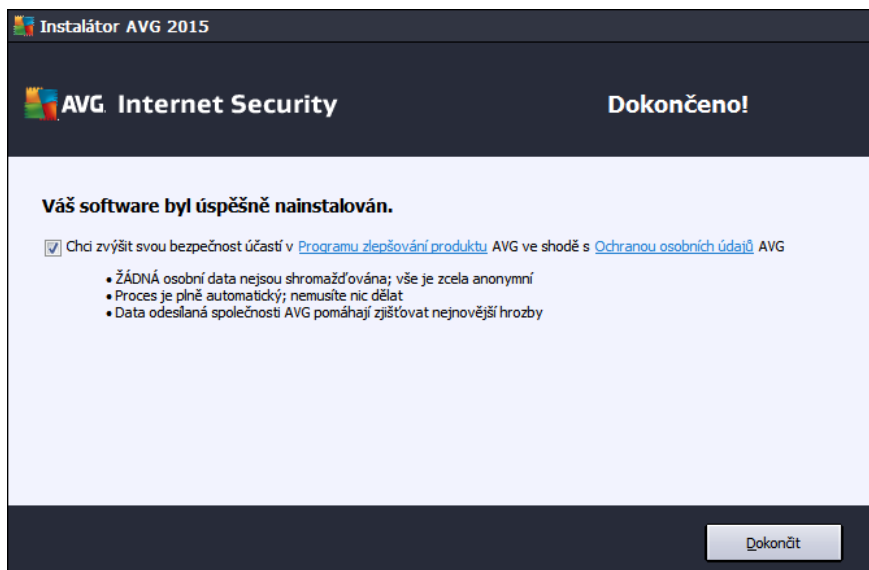 Instalátor AVG 2015
AVG. Internet Security
Dokončeno!
Váš software byl úspěšně nainstalován.
Chci zvýšit svou bezpečnost účastí v Programu zlepšování produktu AVG ve shodě s Ochranou osobních údajů AVG
• ŽÁDNÁ osobní data nejsou shromažďována; vše je zcela anonymní
• Proces je plně automatický; nemusíte nic dělat
• Data odesílaná společnosti AVG pomáhají zjišťovat nejnovější hrozby
Dokončit